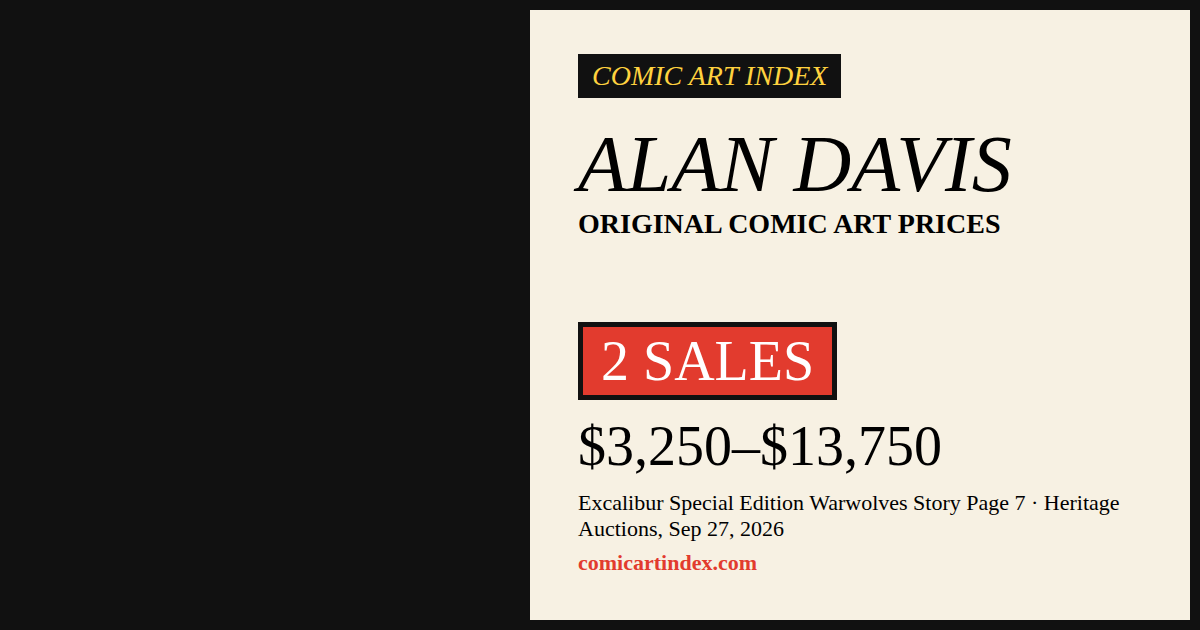 COMIC ART INDEX
ALAN DAVIS
ORIGINAL COMIC ART PRICES
2 SALES
$3,250–$13,750
Excalibur Special Edition Warwolves Story Page 7 · Heritage
Auctions, Sep 27, 2026
comicartindex.com